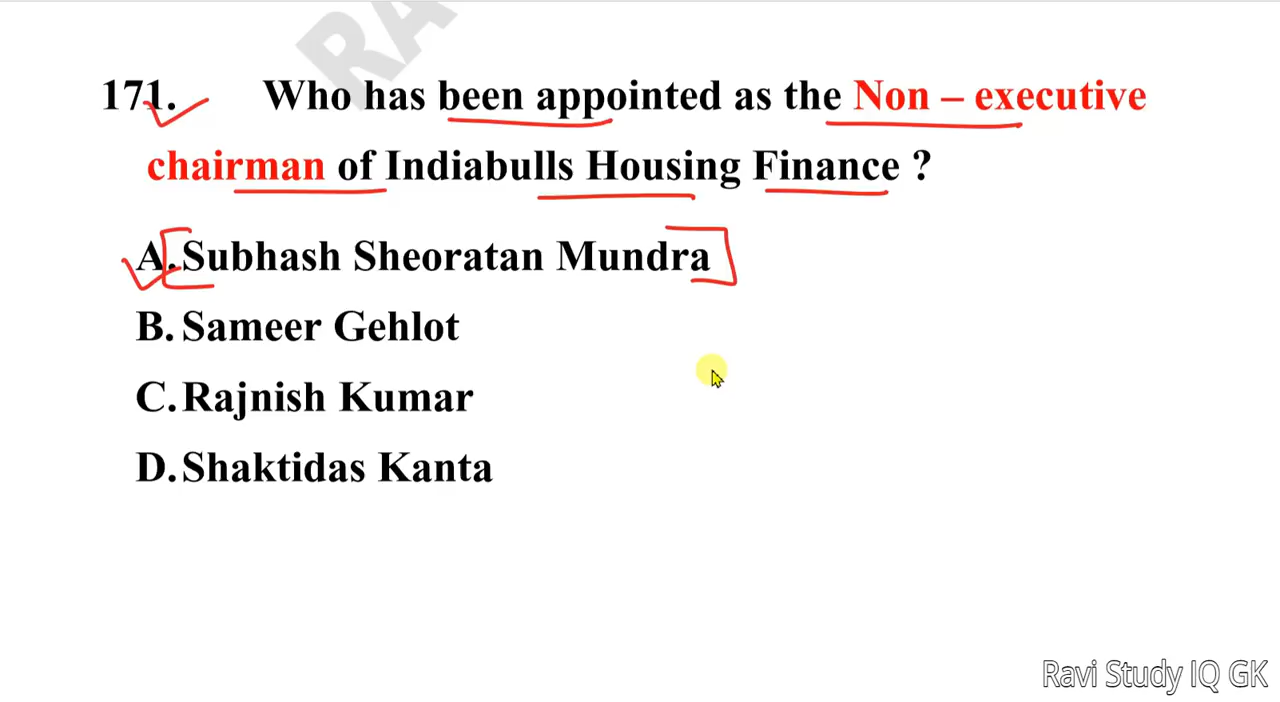 171. Who has been appointed as the Non – executive
chairman of Indiabulls Housing Finance ?
A. Subhash Sheoratan Mundra
B. Sameer Gehlot
C. Rajnish Kumar
D. Shaktidas Kanta
Ravi Study IQ GK